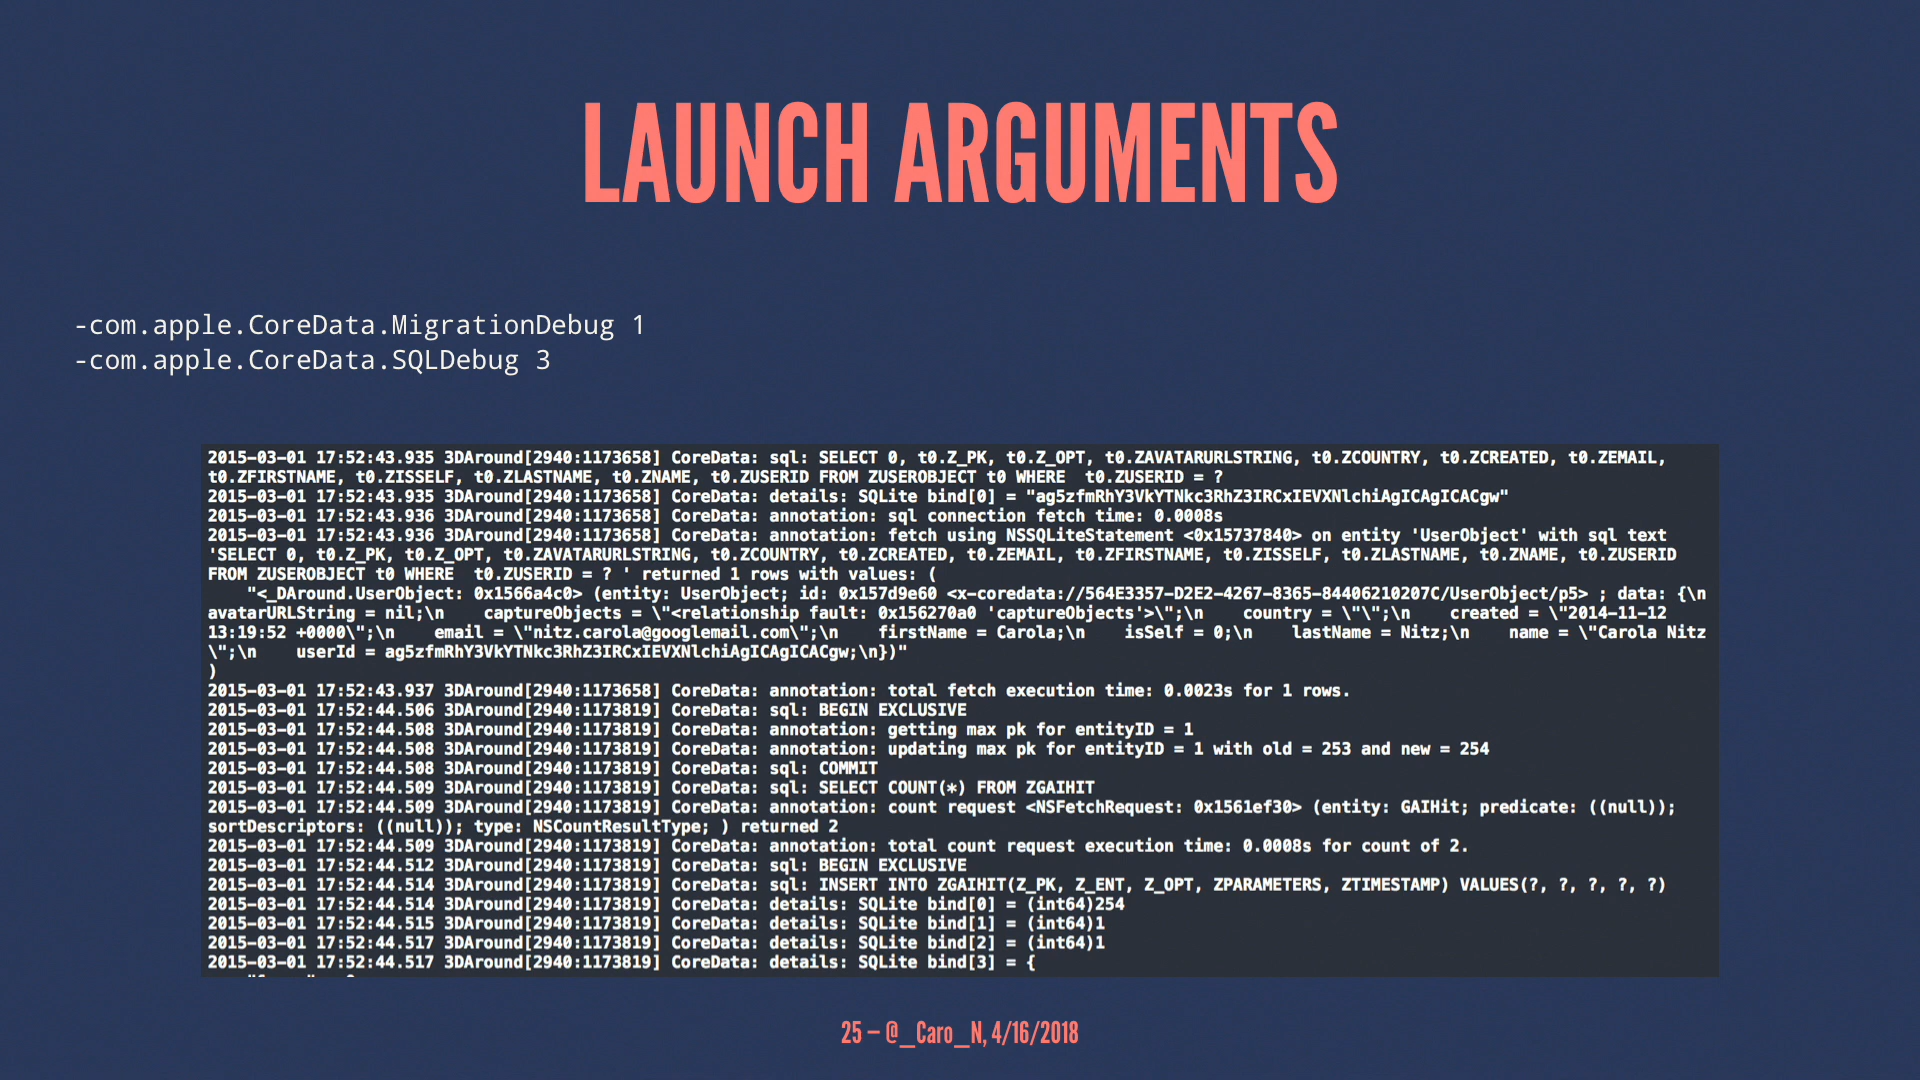 LAUNCH ARGUMENTS
-com.apple.CoreData.MigrationDebug 1
-com.apple.CoreData.SQLDebug 3
2015-03-01 17:52:43.935 3DAround[2940:1173658] CoreData: sql: SELECT 0, t0.Z_PK, t0.Z_OPT, t0.ZAVATARURLSTRING, t0.ZCOUNTRY, t0.ZCREATED, t0.ZEMAIL,
t0.ZFIRSTNAME, t0.ZISSELF, t0.ZLASTNAME, t0.ZNAME, t0.ZUSERID FROM ZUSEROBJECT t0 WHERE  t0.ZUSERID = ?
2015-03-01 17:52:43.935 3DAround[2940:1173658] CoreData: details: SQLite bind[0] = "ag5zfmRhY3VkYTNkc3RhZ3IRCxIEVXNlchiAgICAgICACgw"
2015-03-01 17:52:43.936 3DAround[2940:1173658] CoreData: annotation: sql connection fetch time: 0.0008s
2015-03-01 17:52:43.936 3DAround[2940:1173658] CoreData: annotation: fetch using NSSQLiteStatement <0x15737840> on entity 'UserObject' with sql text
'SELECT 0, t0.Z_PK, t0.Z_OPT, t0.ZAVATARURLSTRING, t0.ZCOUNTRY, t0.ZCREATED, t0.ZEMAIL, t0.ZFIRSTNAME, t0.ZISSELF, t0.ZLASTNAME, t0.ZNAME, t0.ZUSERID
FROM ZUSEROBJECT t0 WHERE  t0.ZUSERID = ? ' returned 1 rows with values: (
    "<_DAround.UserObject: 0x1566a4c0> (entity: UserObject; id: 0x157d9e60 <x-coredata://564E3357-D2E2-4267-8365-84406210207C/UserObject/p5> ; data: {\n
avatarURLString = nil;\n    captureObjects = \"<relationship fault: 0x156270a0 'captureObjects'>\";\n    country = \"\";\n    created = \"2014-11-12
13:19:52 +0000\";\n    email = \"nitz.carola@googlemail.com\";\n    firstName = Carola;\n    isSelf = 0;\n    lastName = Nitz;\n    name = \"Carola Nitz
\";\n    userId = ag5zfmRhY3VkYTNkc3RhZ3IRCxIEVXNlchiAgICAgICACgw;\n})"
)
2015-03-01 17:52:43.937 3DAround[2940:1173658] CoreData: annotation: total fetch execution time: 0.0023s for 1 rows.
2015-03-01 17:52:44.506 3DAround[2940:1173819] CoreData: sql: BEGIN EXCLUSIVE
2015-03-01 17:52:44.508 3DAround[2940:1173819] CoreData: annotation: getting max pk for entityID = 1
2015-03-01 17:52:44.508 3DAround[2940:1173819] CoreData: annotation: updating max pk for entityID = 1 with old = 253 and new = 254
2015-03-01 17:52:44.508 3DAround[2940:1173819] CoreData: sql: COMMIT
2015-03-01 17:52:44.509 3DAround[2940:1173819] CoreData: sql: SELECT COUNT(*) FROM ZGAIHIT
2015-03-01 17:52:44.509 3DAround[2940:1173819] CoreData: annotation: count request <NSFetchRequest: 0x1561ef30> (entity: GAIHit; predicate: ((null));
sortDescriptors: ((null)); type: NSCountResultType; ) returned 2
2015-03-01 17:52:44.509 3DAround[2940:1173819] CoreData: annotation: total count request execution time: 0.0008s for count of 2.
2015-03-01 17:52:44.512 3DAround[2940:1173819] CoreData: sql: BEGIN EXCLUSIVE
2015-03-01 17:52:44.514 3DAround[2940:1173819] CoreData: sql: INSERT INTO ZGAIHIT(Z_PK, Z_ENT, Z_OPT, ZPARAMETERS, ZTIMESTAMP) VALUES(?, ?, ?, ?, ?)
2015-03-01 17:52:44.514 3DAround[2940:1173819] CoreData: details: SQLite bind[0] = (int64)254
2015-03-01 17:52:44.515 3DAround[2940:1173819] CoreData: details: SQLite bind[1] = (int64)1
2015-03-01 17:52:44.517 3DAround[2940:1173819] CoreData: details: SQLite bind[2] = (int64)1
2015-03-01 17:52:44.517 3DAround[2940:1173819] CoreData: details: SQLite bind[3] = {
25 — @_Caro_N, 4/16/2018